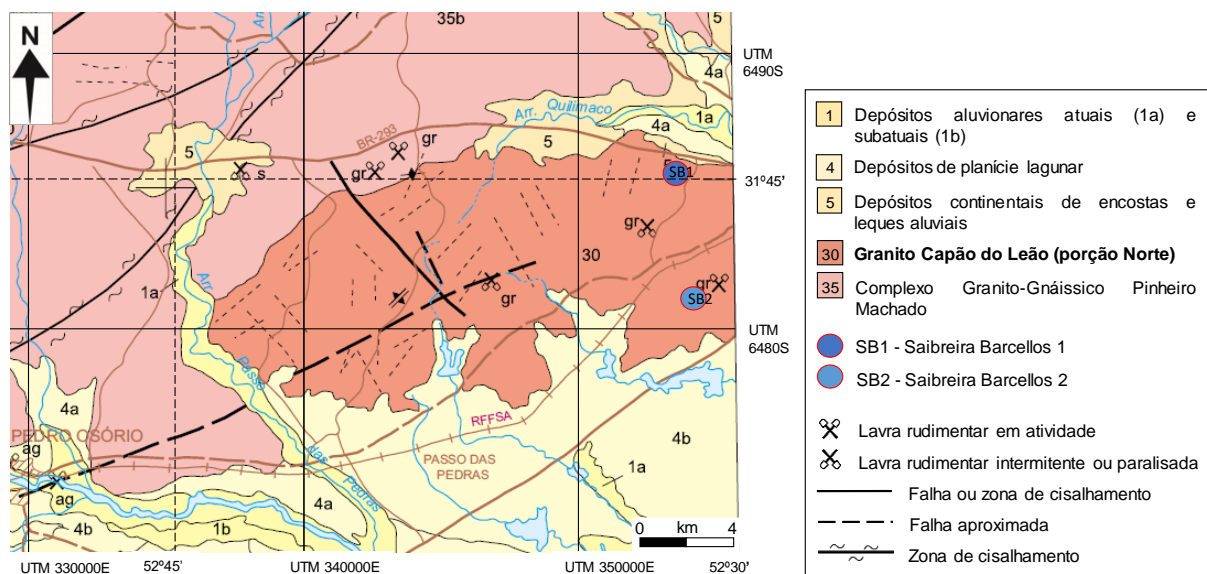 N
35b
5
4a
UTM
6490S
Arr. Quilimaco
4a
1a
BR-293
gr
5
5
5
gr
s
SB1
31º45’
gr
30
1a
Arr.
gr
gr
SB2
UTM
6480S
Passo
4a
PEDRO OSÓRIO
ag
RFFSA
4b
PASSO DAS
PEDRAS
das
1a
ag
Pedras
4b
1b
4a
0 km 4
UTM 330000E
52º45’
UTM 340000E
UTM 350000E
52º30’
1 Depósitos aluvionares atuais (1a) e
subatuais (1b)
4 Depósitos de planície lagunar
5 Depósitos continentais de encostas e
leques aluviais
30 Granito Capão do Leão (porção Norte)
35 Complexo Granito-Gnáissico Pinheiro
Machado
SB1 - Saibreira Barcellos 1
SB2 - Saibreira Barcellos 2
Lavra rudimentar em atividade
Lavra rudimentar intermitente ou paralisada
Falha ou zona de cisalhamento
Falha aproximada
Zona de cisalhamento